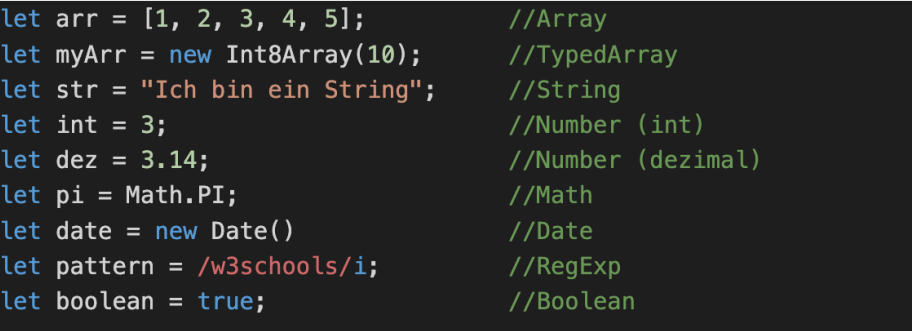 let arr = [1, 2, 3, 4, 5]; //Array
let myArr = new Int8Array(10); //TypedArray
let str = "Ich bin ein String"; //String
let int = 3; //Number (int)
let dez = 3.14; //Number (dezimal)
let pi = Math.PI; //Math
let date = new Date() //Date
let pattern = /w3schools/i; //RegExp
let boolean = true; //Boolean